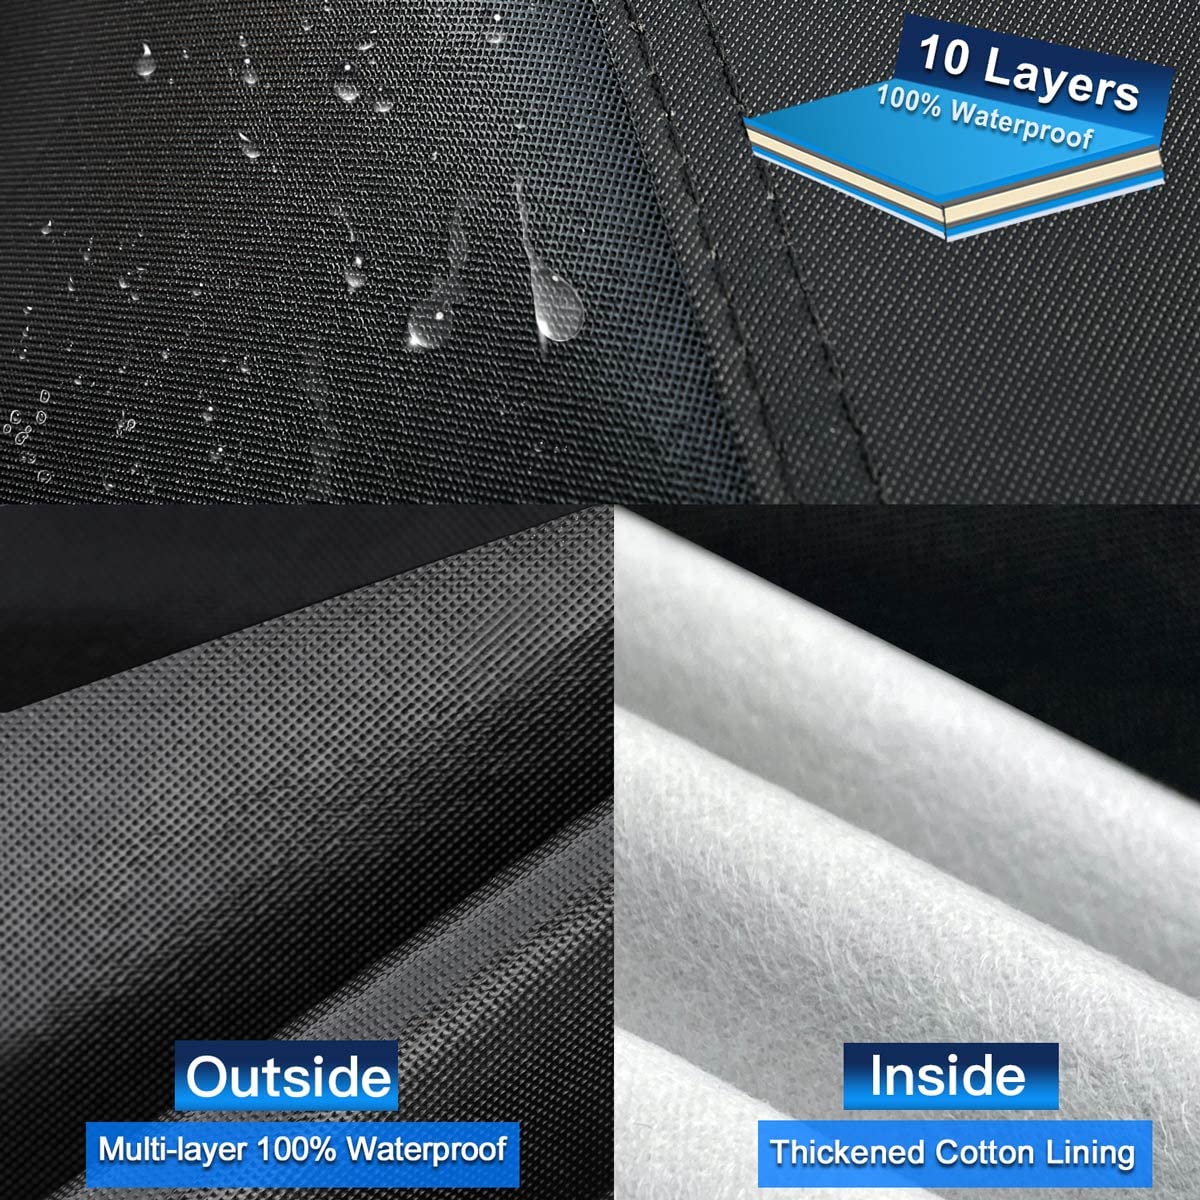 10 Layers
100% Waterproof
Outside
Multi-layer 100% Waterproof
Inside
Thickened Cotton Lining